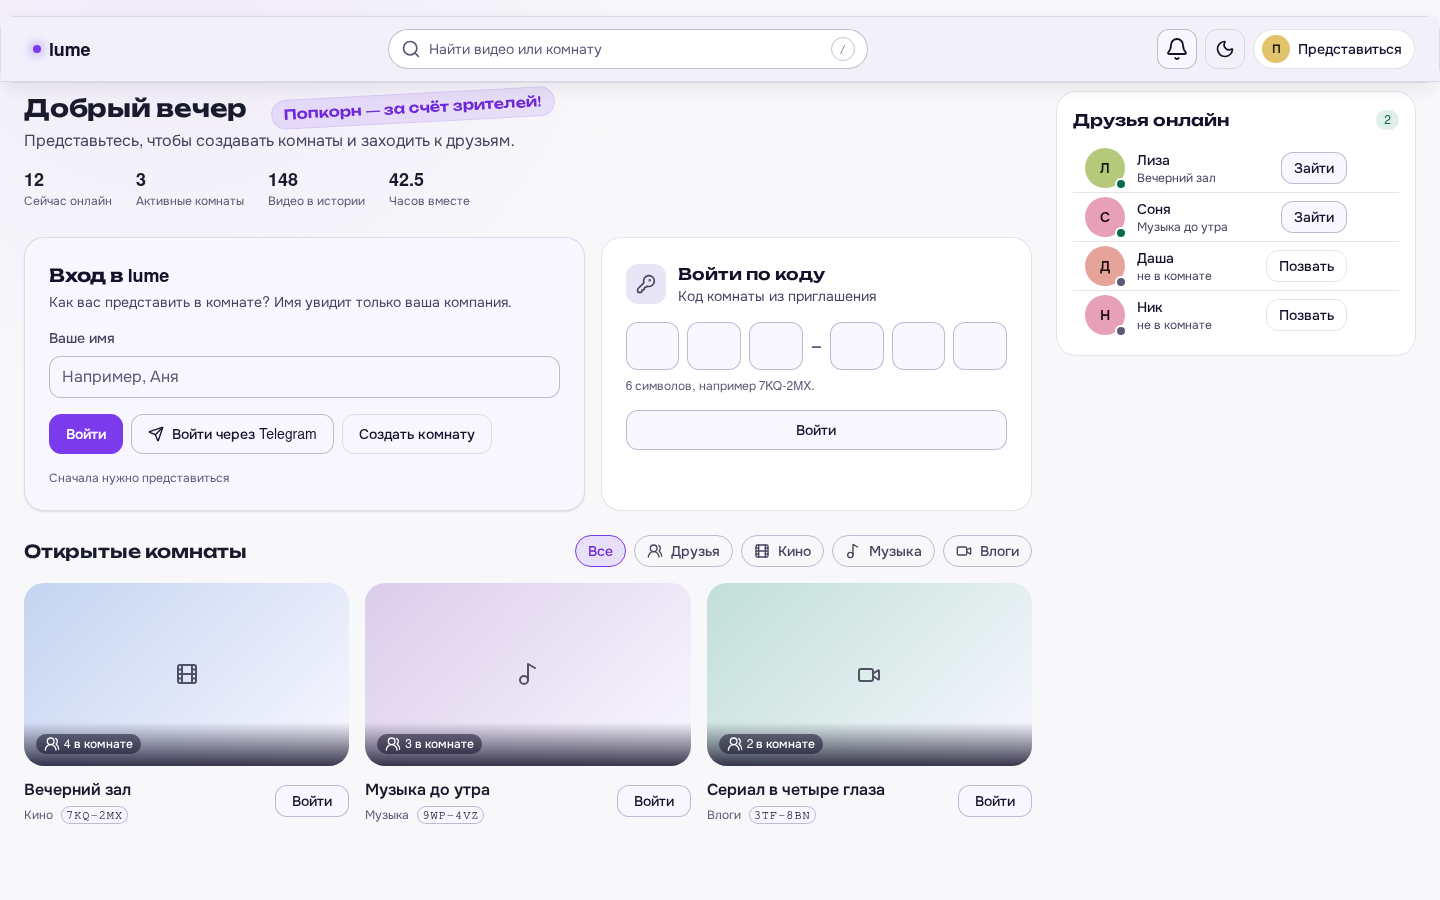 lume
Найти видео или комнату
/
П
Представиться
Добрый вечер
Попкорн — за счёт зрителей!
Представьтесь, чтобы создавать комнаты и заходить к друзьям.
12
Сейчас онлайн
3
Активные комнаты
148
Видео в истории
42.5
Часов вместе
Вход в lume
Как вас представить в комнате? Имя увидит только ваша компания.
Ваше имя
Например, Аня
Войти
Войти через Telegram
Создать комнату
Сначала нужно представиться
Войти по коду
Код комнаты из приглашения
–
6 символов, например 7KQ-2MX.
Войти
Друзья онлайн
2
Л
Лиза
Вечерний зал
Зайти
С
Соня
Музыка до утра
Зайти
Д
Даша
не в комнате
Позвать
Н
Ник
не в комнате
Позвать
Открытые комнаты
Все
Друзья
Кино
Музыка
Влоги
4 в комнате
Вечерний зал
Кино
7KQ-2MX
Войти
3 в комнате
Музыка до утра
Музыка
9WP-4VZ
Войти
2 в комнате
Сериал в четыре глаза
Влоги
3TF-8BN
Войти